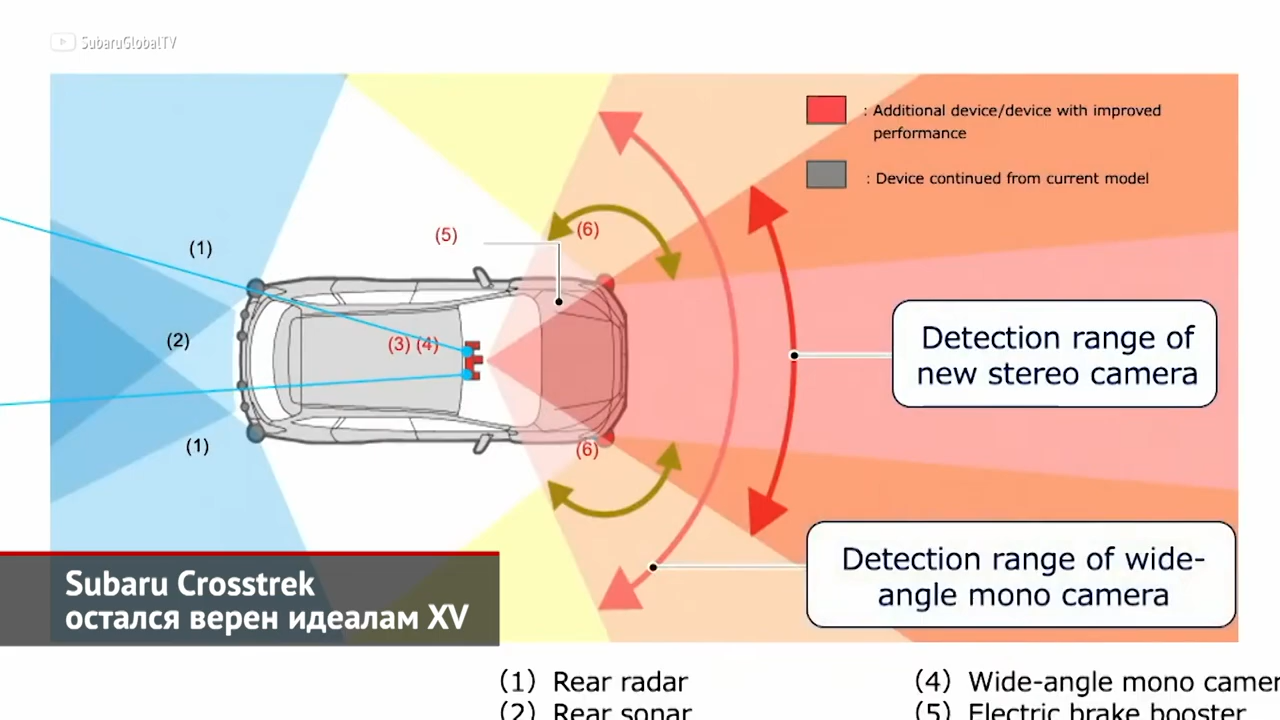 SubaruGlobalTV
: Additional device/device with improved
performance
: Device continued from current model
(1)
(5)
(6)
(2)
(3) (4)
Detection range of
new stereo camera
(1)
(6)
Detection range of wide-
angle mono camera
Subaru Crosstrek
остался верен идеалам XV
(1) Rear radar
(4) Wide-angle mono camer
(2) Rear sonar
(5) Electric brake booster